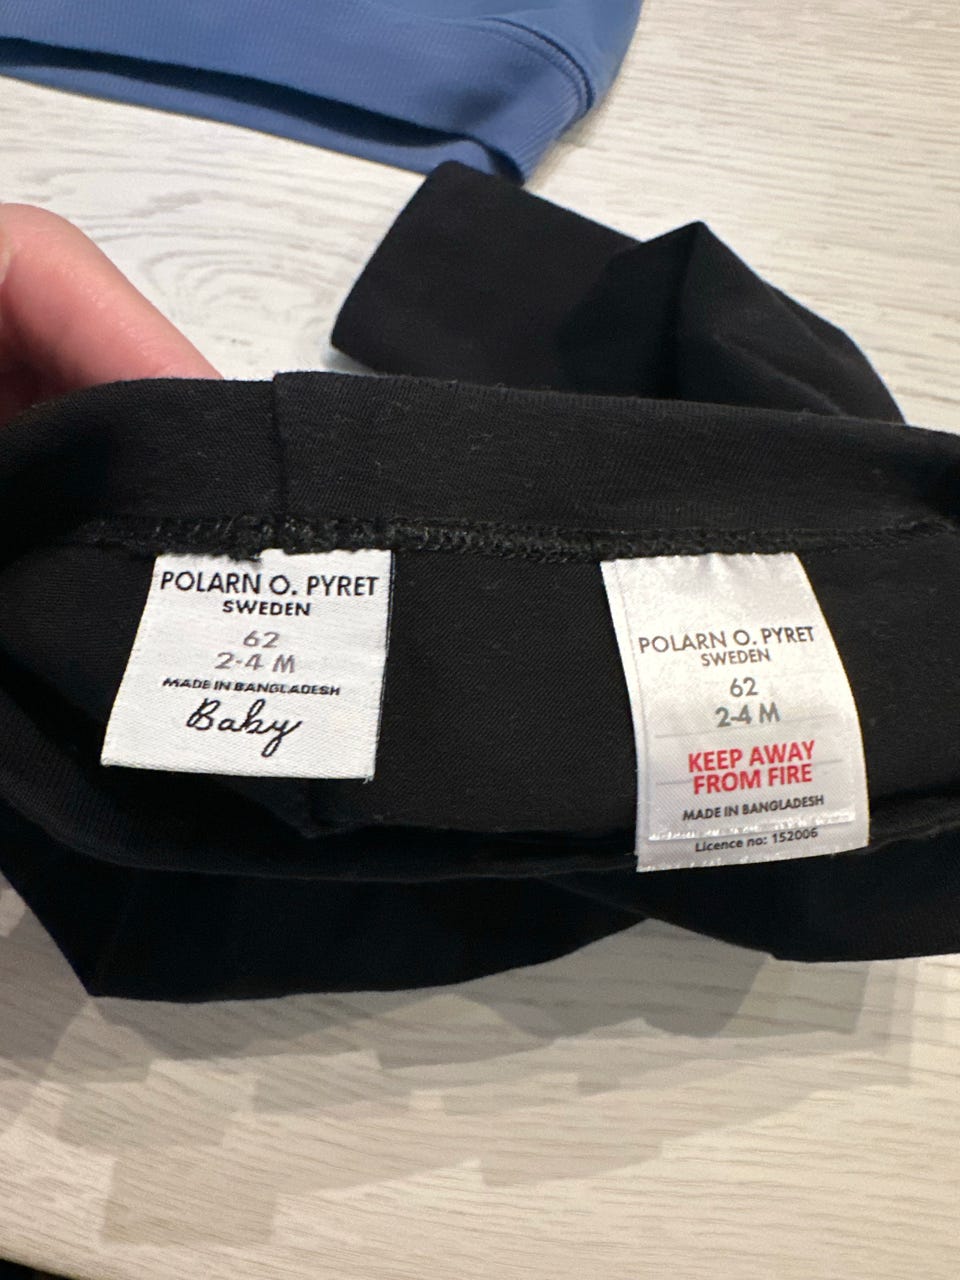 POLARN O. PYRET
SWEDEN
62
2-4 M
MADE IN BANGLADESH
Baby
POLARN O. PYRET
SWEDEN
62
2-4 M
KEEP AWAY
FROM FIRE
MADE IN BANGLADESH
Licence no: 152006